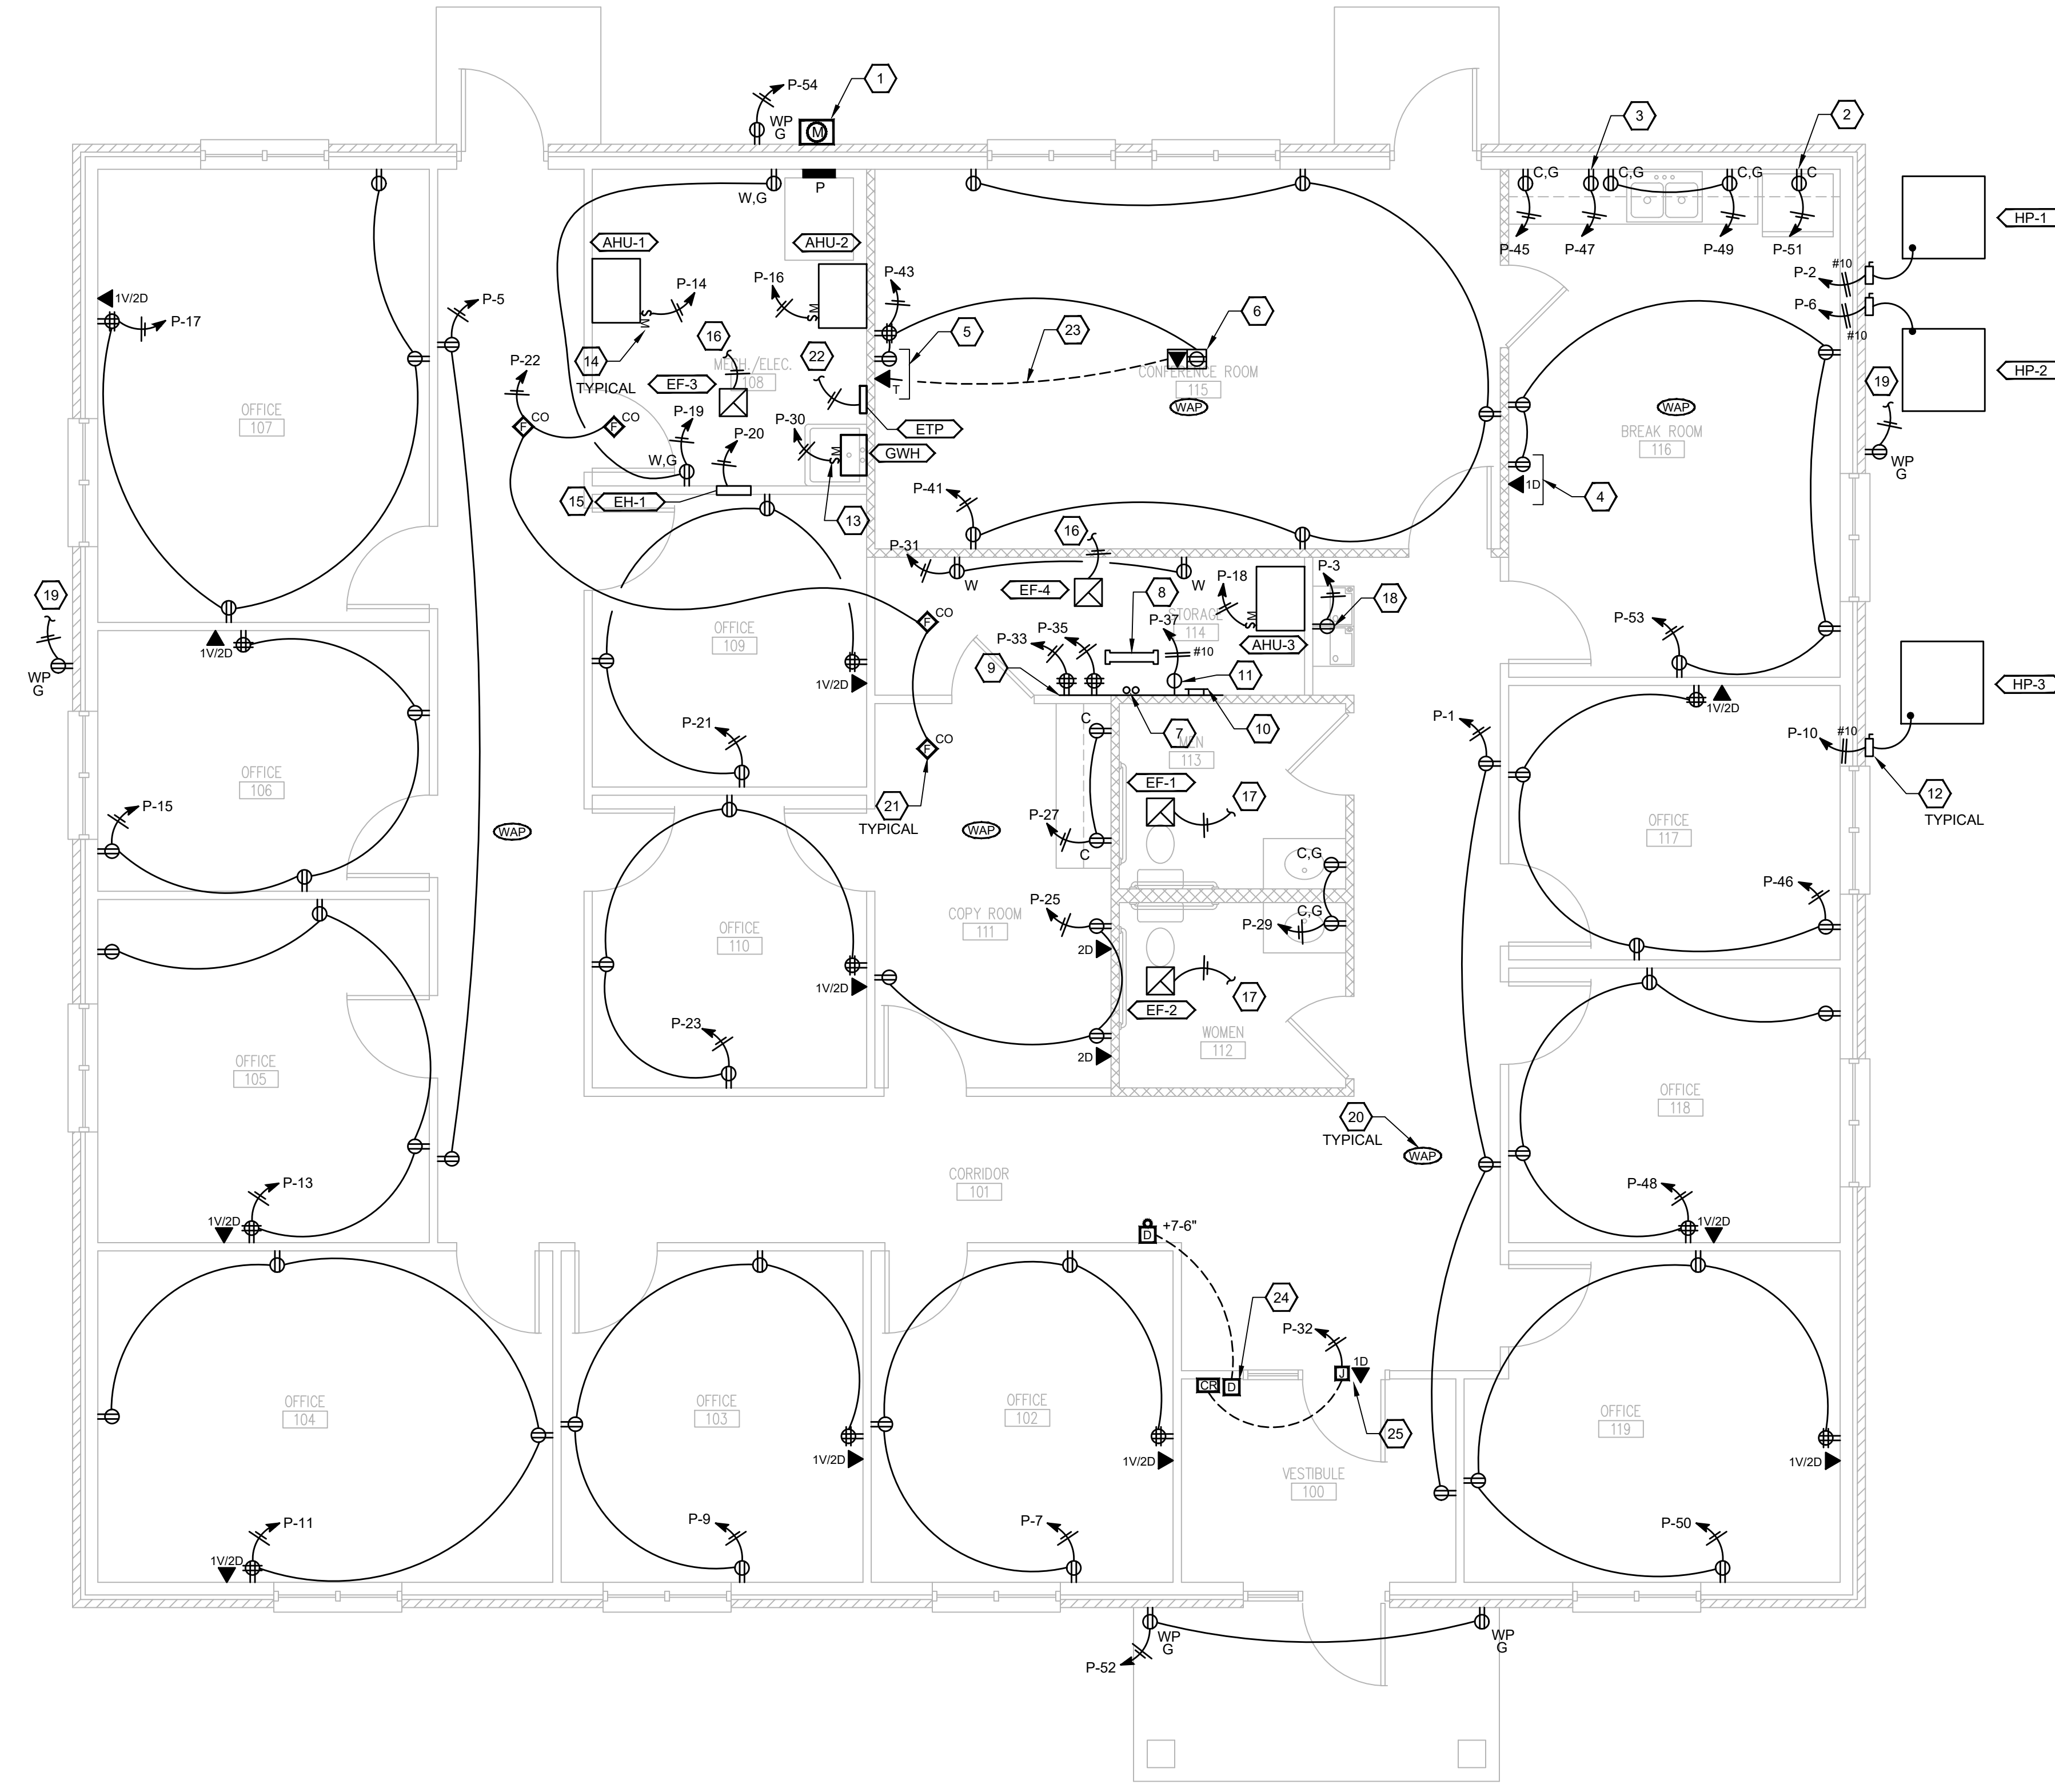 P-54
1
WP
G
M
3
2
C,G
C,G
C,G
C
P-45
P-47
P-49
P-51
W,G
P
HP-1
AHU-1
AHU-2
P-14
P-16
P-43
P-2
#10
P-6
#10
1V/2D
P-17
P-5
SM
SM
14
TYPICAL
16
22
5
23
6
HP-2
P-22
MECH./ELEC.
108
EF-3
T
CONFERENCE ROOM
115
WAP
WAP
19
OFFICE
107
CO
F
CO
F
P-19
P-20
P-30
ETP
GWH
SM
BREAK ROOM
116
WP
G
W,G
15
EH-1
13
P-41
1D
4
16
P-31
W
W
EF-4
8
P-18
SM
P-3
18
19
WP
G
STORAGE
114
P-37
#10
AHU-3
P-53
CO
F
OFFICE
109
1V/2D
1V/2D
P-33
P-35
9
11
HP-3
1V/2D
P-21
CO
F
C
7
10
MEN
113
P-1
P-10
#10
OFFICE
106
P-15
WAP
21
TYPICAL
WAP
EF-1
17
P-27
C
C,G
OFFICE
117
12
TYPICAL
P-46
P-25
COPY ROOM
111
2D
P-29
C,G
OFFICE
110
1V/2D
EF-2
17
WOMEN
112
2D
P-23
OFFICE
105
OFFICE
118
20
TYPICAL
WAP
CORRIDOR
101
P-13
1V/2D
P-48
1V/2D
D
+7-6"
24
P-32
1D
J
CR
D
25
OFFICE
104
OFFICE
103
OFFICE
102
OFFICE
119
1V/2D
1V/2D
1V/2D
VESTIBULE
100
P-11
1V/2D
P-9
P-7
P-50
WP
G
WP
G
P-52